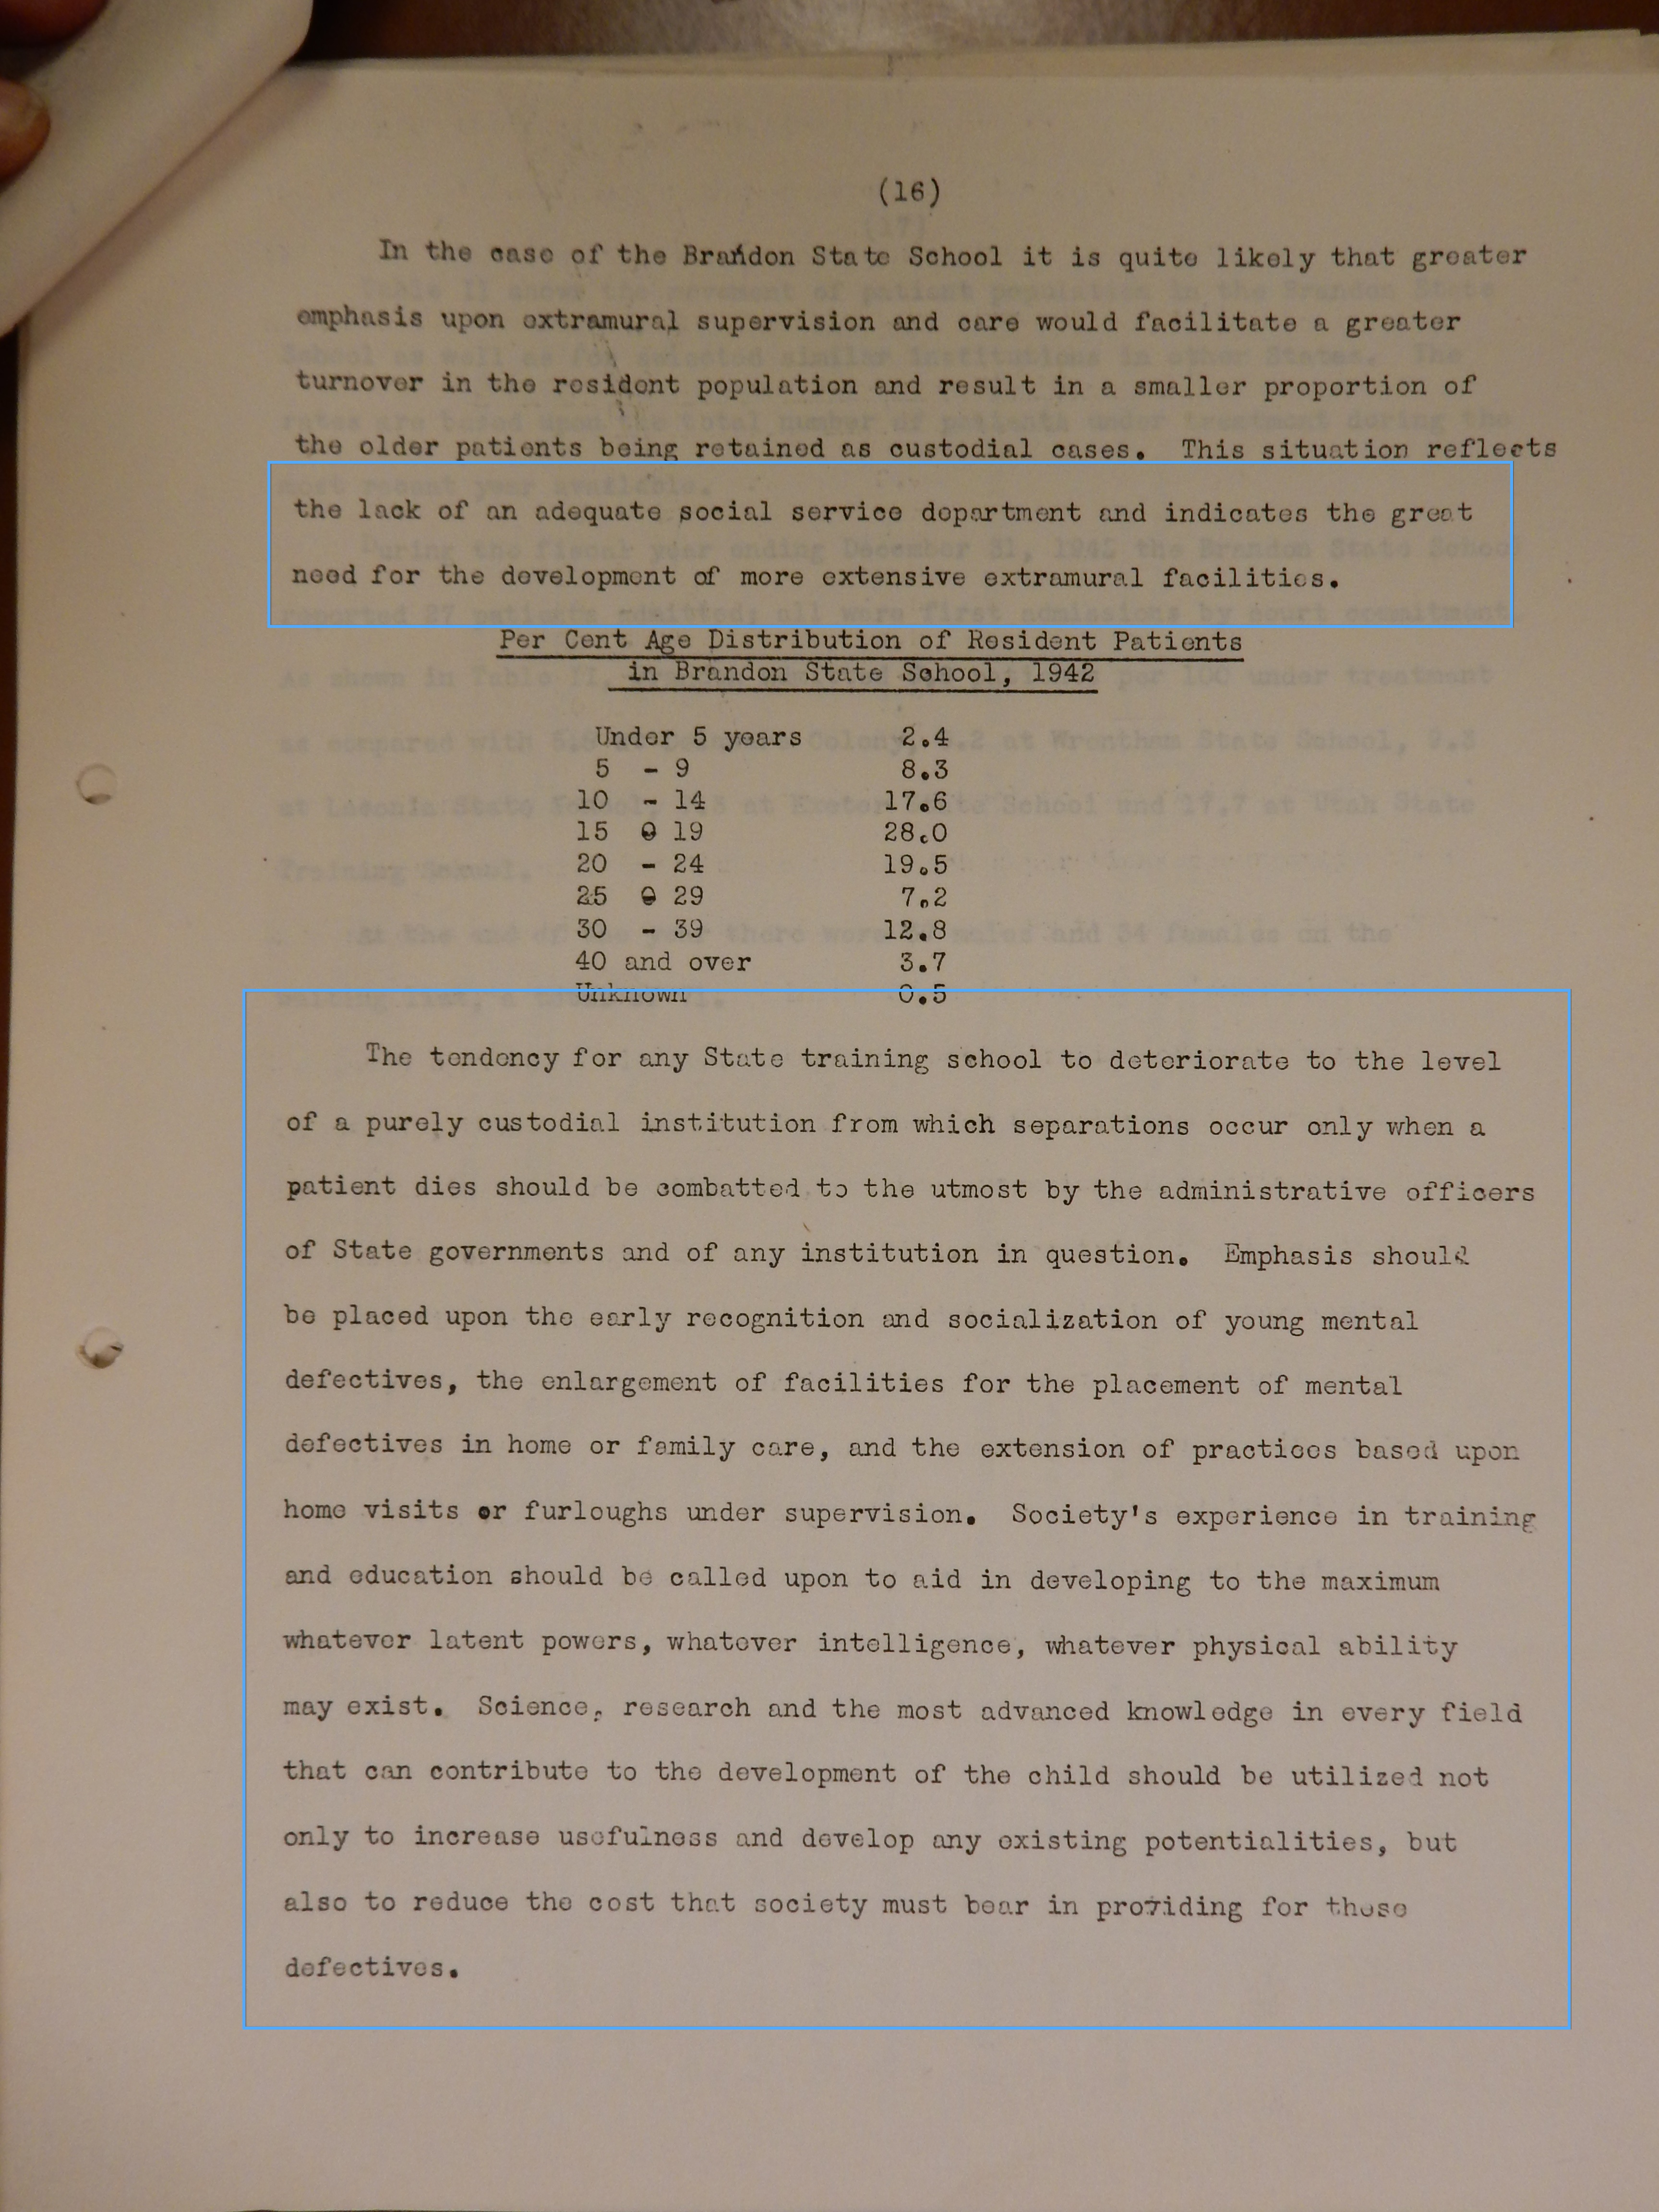 (16)
In the case of the Brandon State School it is quite likely that greater
emphasis upon extramural supervision and care would facilitate a greater
turnover in the resident population and result in a smaller proportion of
the older patients being retained as custodial cases. This situation reflects
the lack of an adequate social service department and indicates the great
need for the development of more extensive extramural facilities.
Per Cent Age Distribution of Resident Patients
in Brandon State School, 1942
Under 5 years 2.4
5 - 9 8.3
10 - 14 17.6
15 - 19 28.0
20 - 24 19.5
25 - 29 7.2
30 - 39 12.8
40 and over 3.7
Unknown 0.5
The tendency for any State training school to deteriorate to the level
of a purely custodial institution from which separations occur only when a
patient dies should be combatted to the utmost by the administrative officers
of State governments and of any institution in question. Emphasis should
be placed upon the early recognition and socialization of young mental
defectives, the enlargement of facilities for the placement of mental
defectives in home or family care, and the extension of practices based upon
home visits or furloughs under supervision. Society's experience in training
and education should be called upon to aid in developing to the maximum
whatever latent powers, whatever intelligence, whatever physical ability
may exist. Science, research and the most advanced knowledge in every field
that can contribute to the development of the child should be utilized not
only to increase usefulness and develop any existing potentialities, but
also to reduce the cost that society must bear in providing for these
defectives.